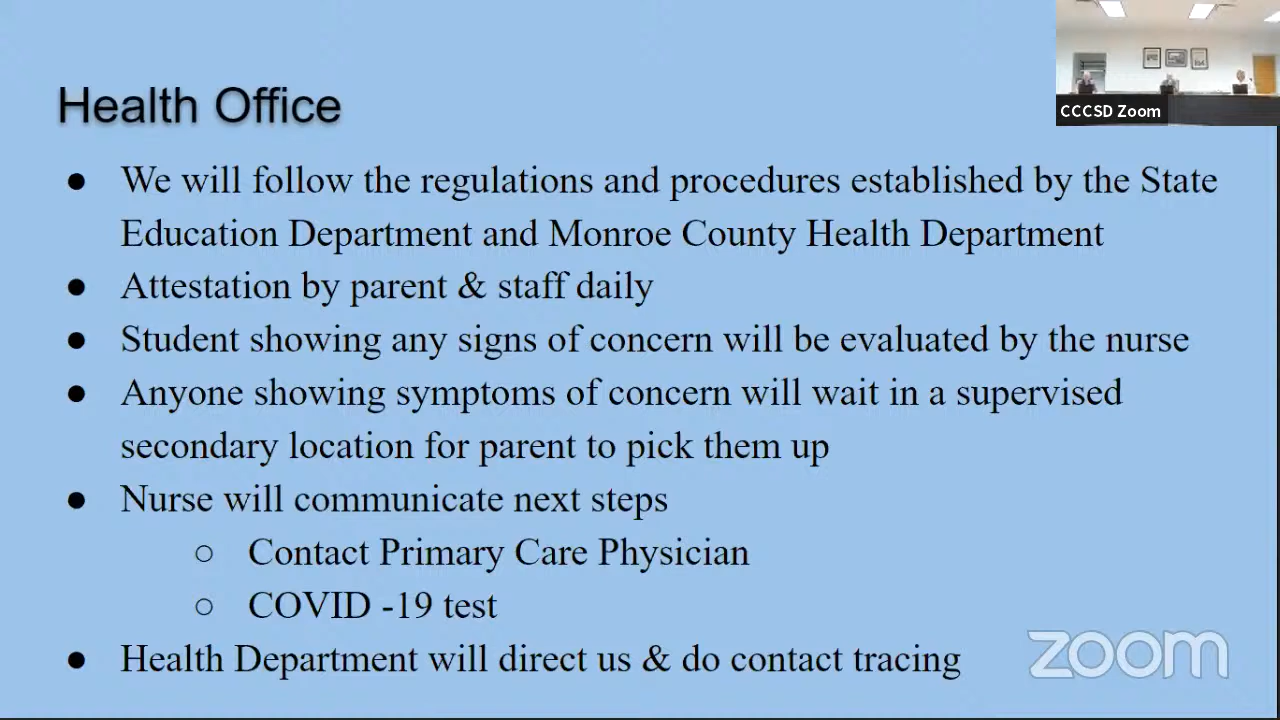 CCCSD Zoom
Health Office
● We will follow the regulations and procedures established by the State
Education Department and Monroe County Health Department
● Attestation by parent & staff daily
● Student showing any signs of concern will be evaluated by the nurse
● Anyone showing symptoms of concern will wait in a supervised
secondary location for parent to pick them up
● Nurse will communicate next steps
○ Contact Primary Care Physician
○ COVID -19 test
● Health Department will direct us & do contact tracing
zoom